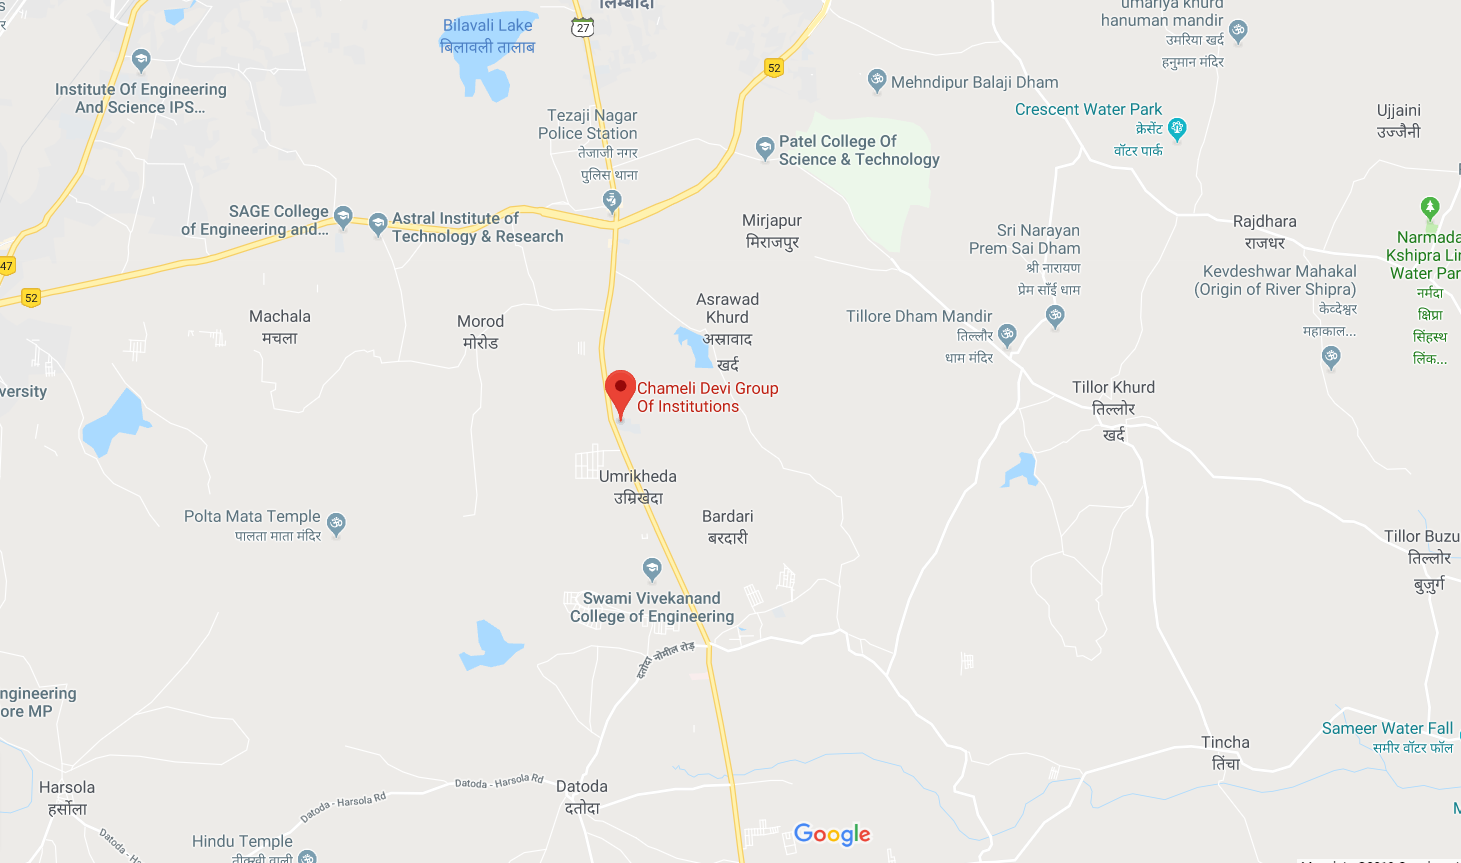 लिम्बोदी
umariya khurd
hanuman mandir
उमरिया खर्द
हनुमान मंदिर
Bilavali Lake
बिलावली तालाब
27
52
Mehndipur Balaji Dham
Institute Of Engineering
And Science IPS...
Crescent Water Park
क्रेसेंट
वॉटर पार्क
Ujjaini
उज्जैनी
Tezaji Nagar
Police Station
तेजाजी नगर
पुलिस थाना
Patel College Of
Science & Technology
SAGE College
of Engineering and...
Astral Institute of
Technology & Research
Mirjapur
मिराजपुर
Rajdhara
राजधर
Sri Narayan
Prem Sai Dham
श्री नारायण
प्रेम साँई धाम
Narmada
Kshipra Lin
Water Par
नर्मदा
क्षिप्रा
सिंहस्थ
लिंक...
47
52
Kevdeshwar Mahakal
(Origin of River Shipra)
केव्देश्वर
महाकाल...
Machala
मचला
Morod
मोरोड
Asrawad
Khurd
अस्रावाद
खर्द
Tillore Dham Mandir
तिल्लौर
धाम मंदिर
versity
Chameli Devi Group
Of Institutions
Tillor Khurd
तिल्लोर
खर्द
Umrikheda
उम्रिखेदा
Polta Mata Temple
पालता माता मंदिर
Bardari
बरदारी
Tillor Buzu
तिल्लोर
बुजुर्ग
Swami Vivekanand
College of Engineering
दतोदा नोमील रोड़
ngineering
ore MP
Sameer Water Fall
समीर वॉटर फॉल
Tincha
तिंचा
Harsola
हर्सोला
Datoda - Harsola Rd
Datoda - Harsola Rd
Datoda
दतोदा
Datoda - Harsola Rd
Hindu Temple
Google